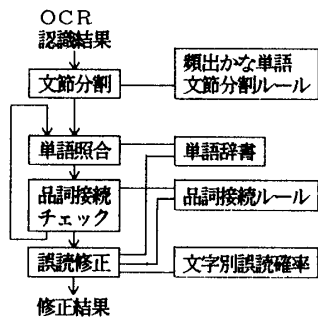 OCR
認識結果
文節分割
頻出かな単語
文節分割ルール
単語照合
単語辞書
品詞接続
チェック
品詞接続ルール
誤読修正
文字別誤読確率
修正結果